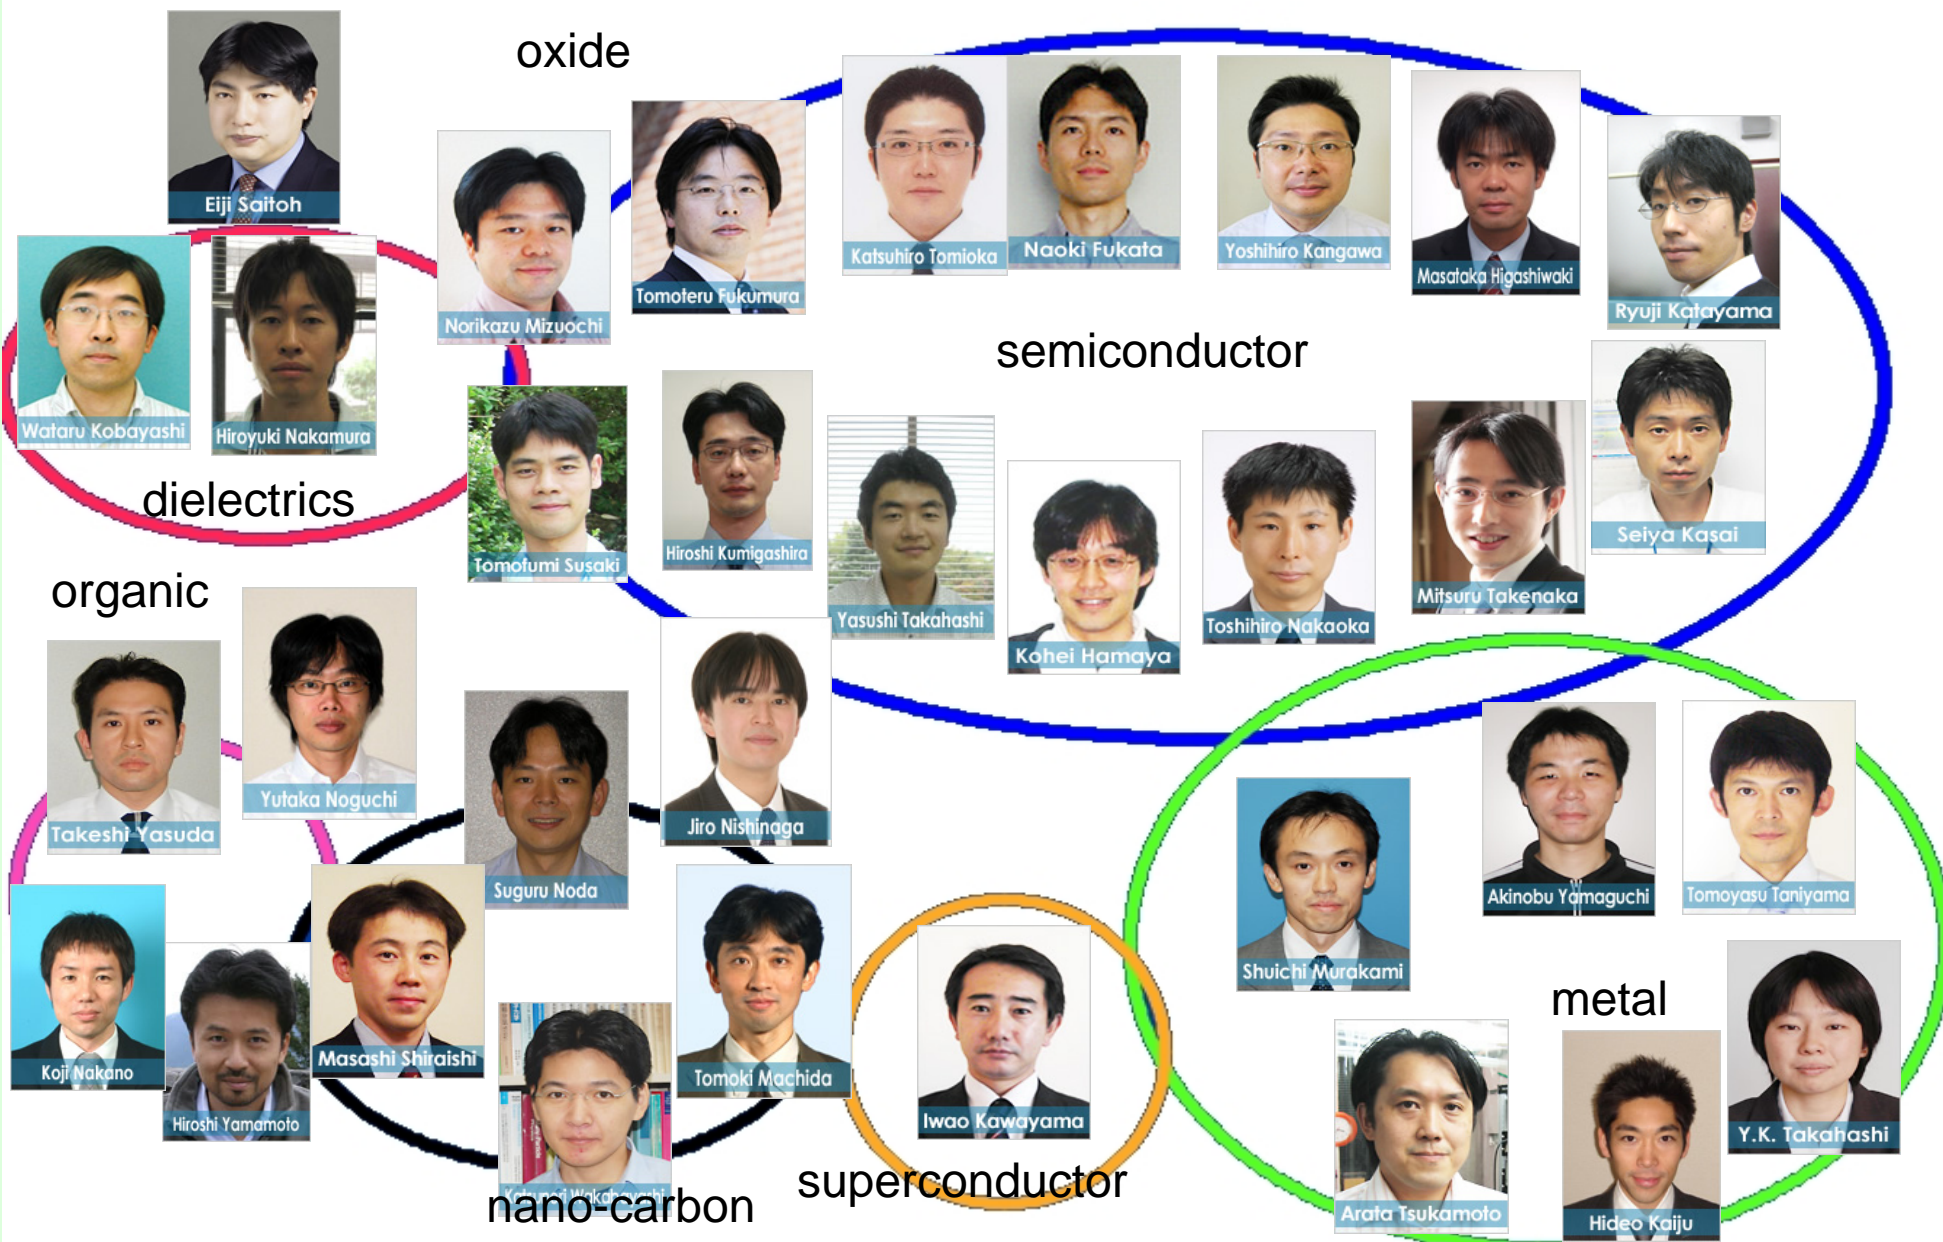 oxide
Eiji Saitoh
Norikazu Mizuochi
Tomoteru Fukumura
Katsuhiro Tomioka
Naoki Fukata
Yoshihiro Kangawa
Masataka Higashiwaki
Ryuji Katayama
Wataru Kobayashi
Hiroyuki Nakamura
semiconductor
dielectrics
Tomofumi Susaki
Hiroshi Kumigashira
Yasushi Takahashi
Kohei Hamaya
Toshihiro Nakaoka
Mitsuru Takenaka
Seiya Kasai
organic
Takeshi Yasuda
Yutaka Noguchi
Suguru Noda
Jiro Nishinaga
Shuichi Murakami
Akinobu Yamaguchi
Tomoyasu Taniyama
Koji Nakano
Hiroshi Yamamoto
Masashi Shiraishi
Katsunori Wakabayashi
Tomoki Machida
Iwao Kawayama
metal
Y.K. Takahashi
Arata Tsukamoto
Hideo Kaiju
nano-carbon
superconductor